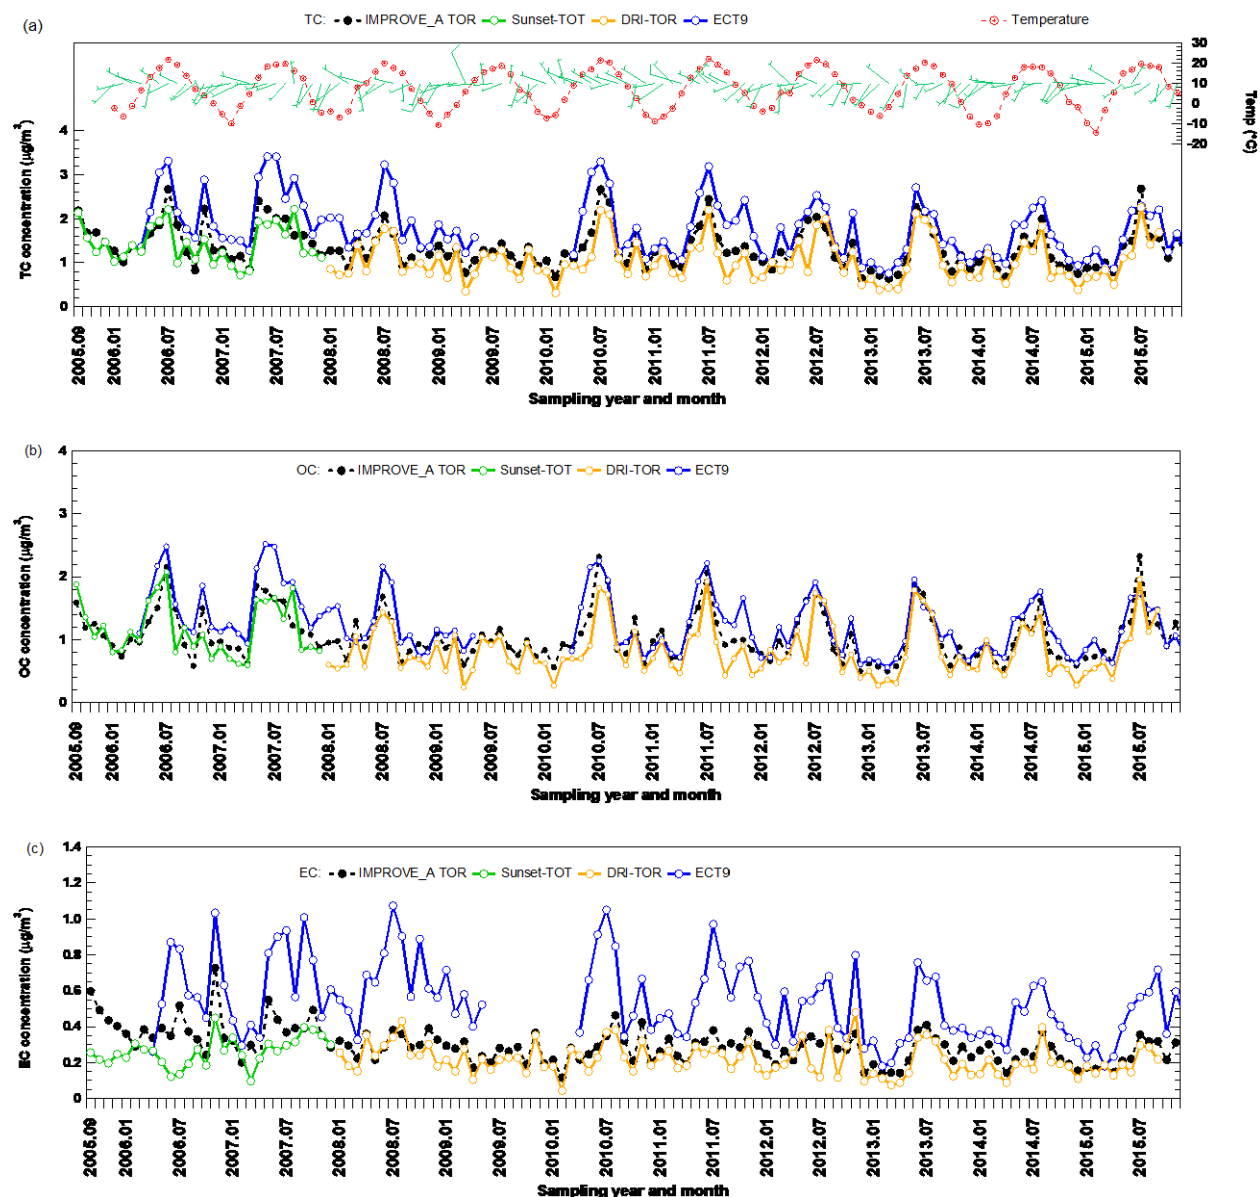 (a)
TC: IMPROVE_A TOR Sunset-TOT DRI-TOR ECT9 Temperature
TC concentration (µg/m³)
4
3
2
1
0
30
20
10
0
-10
-20
Temp (°C)
2005.09 2006.01 2006.07 2007.01 2007.07 2008.01 2008.07 2009.01 2009.07 2010.01 2010.07 2011.01 2011.07 2012.01 2012.07 2013.01 2013.07 2014.01 2014.07 2015.01 2015.07
Sampling year and month
(b)
OC: IMPROVE_A TOR Sunset-TOT DRI-TOR ECT9
OC concentration (µg/m³)
4
3
2
1
0
2005.09 2006.01 2006.07 2007.01 2007.07 2008.01 2008.07 2009.01 2009.07 2010.01 2010.07 2011.01 2011.07 2012.01 2012.07 2013.01 2013.07 2014.01 2014.07 2015.01 2015.07
Sampling year and month
(c)
EC: IMPROVE_A TOR Sunset-TOT DRI-TOR ECT9
EC concentration (µg/m³)
1.4
1.2
1.0
0.8
0.6
0.4
0.2
0
2005.09 2006.01 2006.07 2007.01 2007.07 2008.01 2008.07 2009.01 2009.07 2010.01 2010.07 2011.01 2011.07 2012.01 2012.07 2013.01 2013.07 2014.01 2014.07 2015.01 2015.07
Sampling year and month